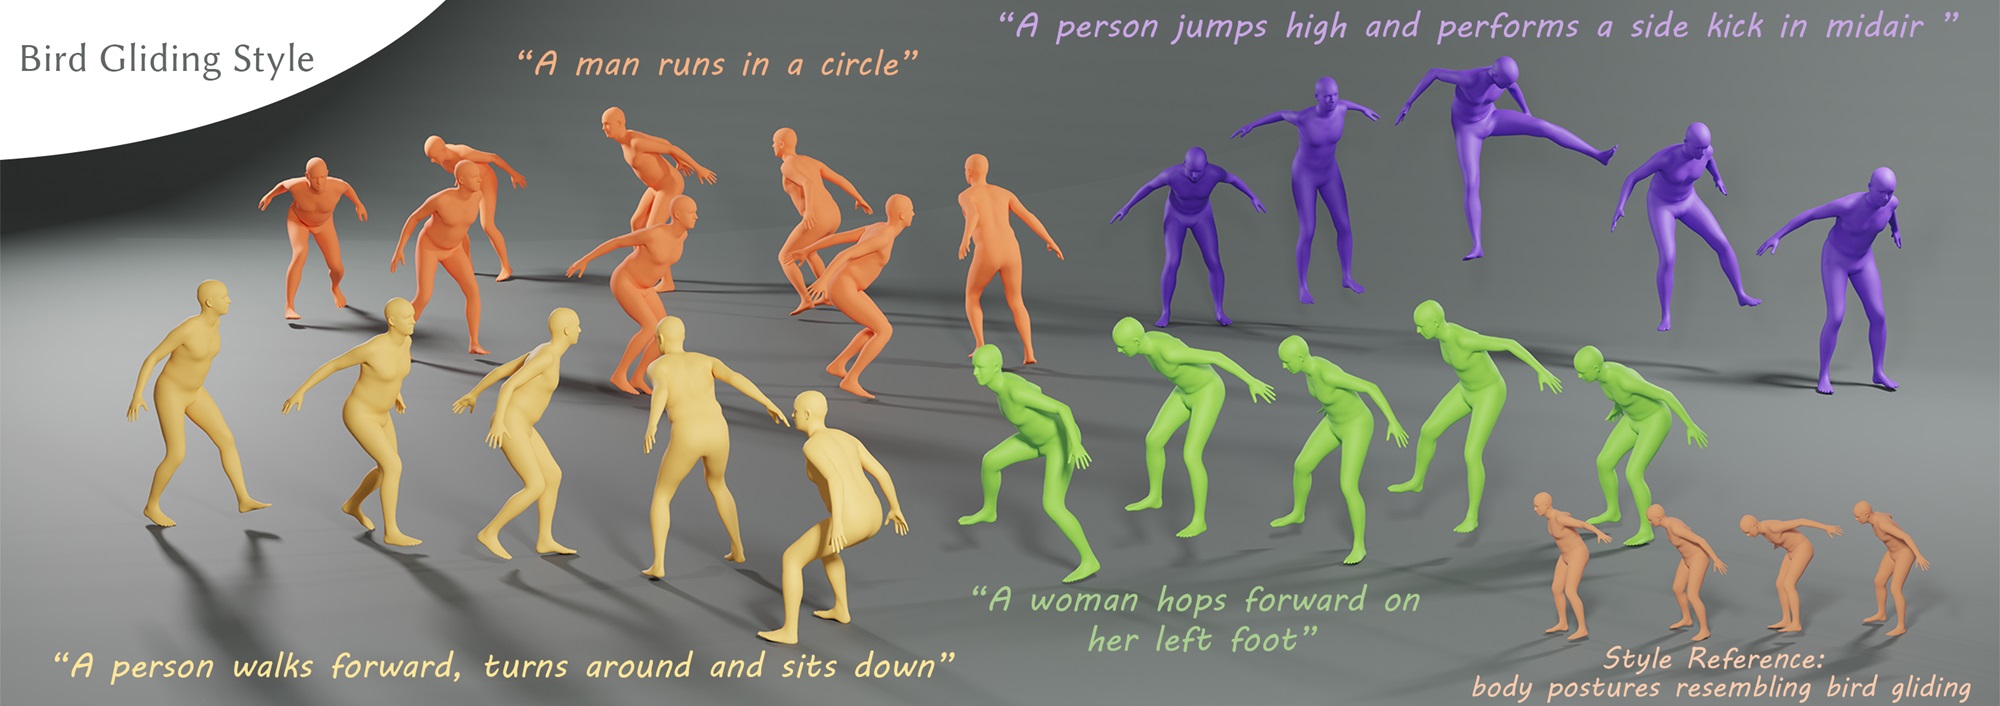 Bird Gliding Style
“A man runs in a circle”
“A person jumps high and performs a side kick in midair ”
“A person walks forward, turns around and sits down”
“A woman hops forward on
her left foot”
Style Reference:
body postures resembling bird gliding